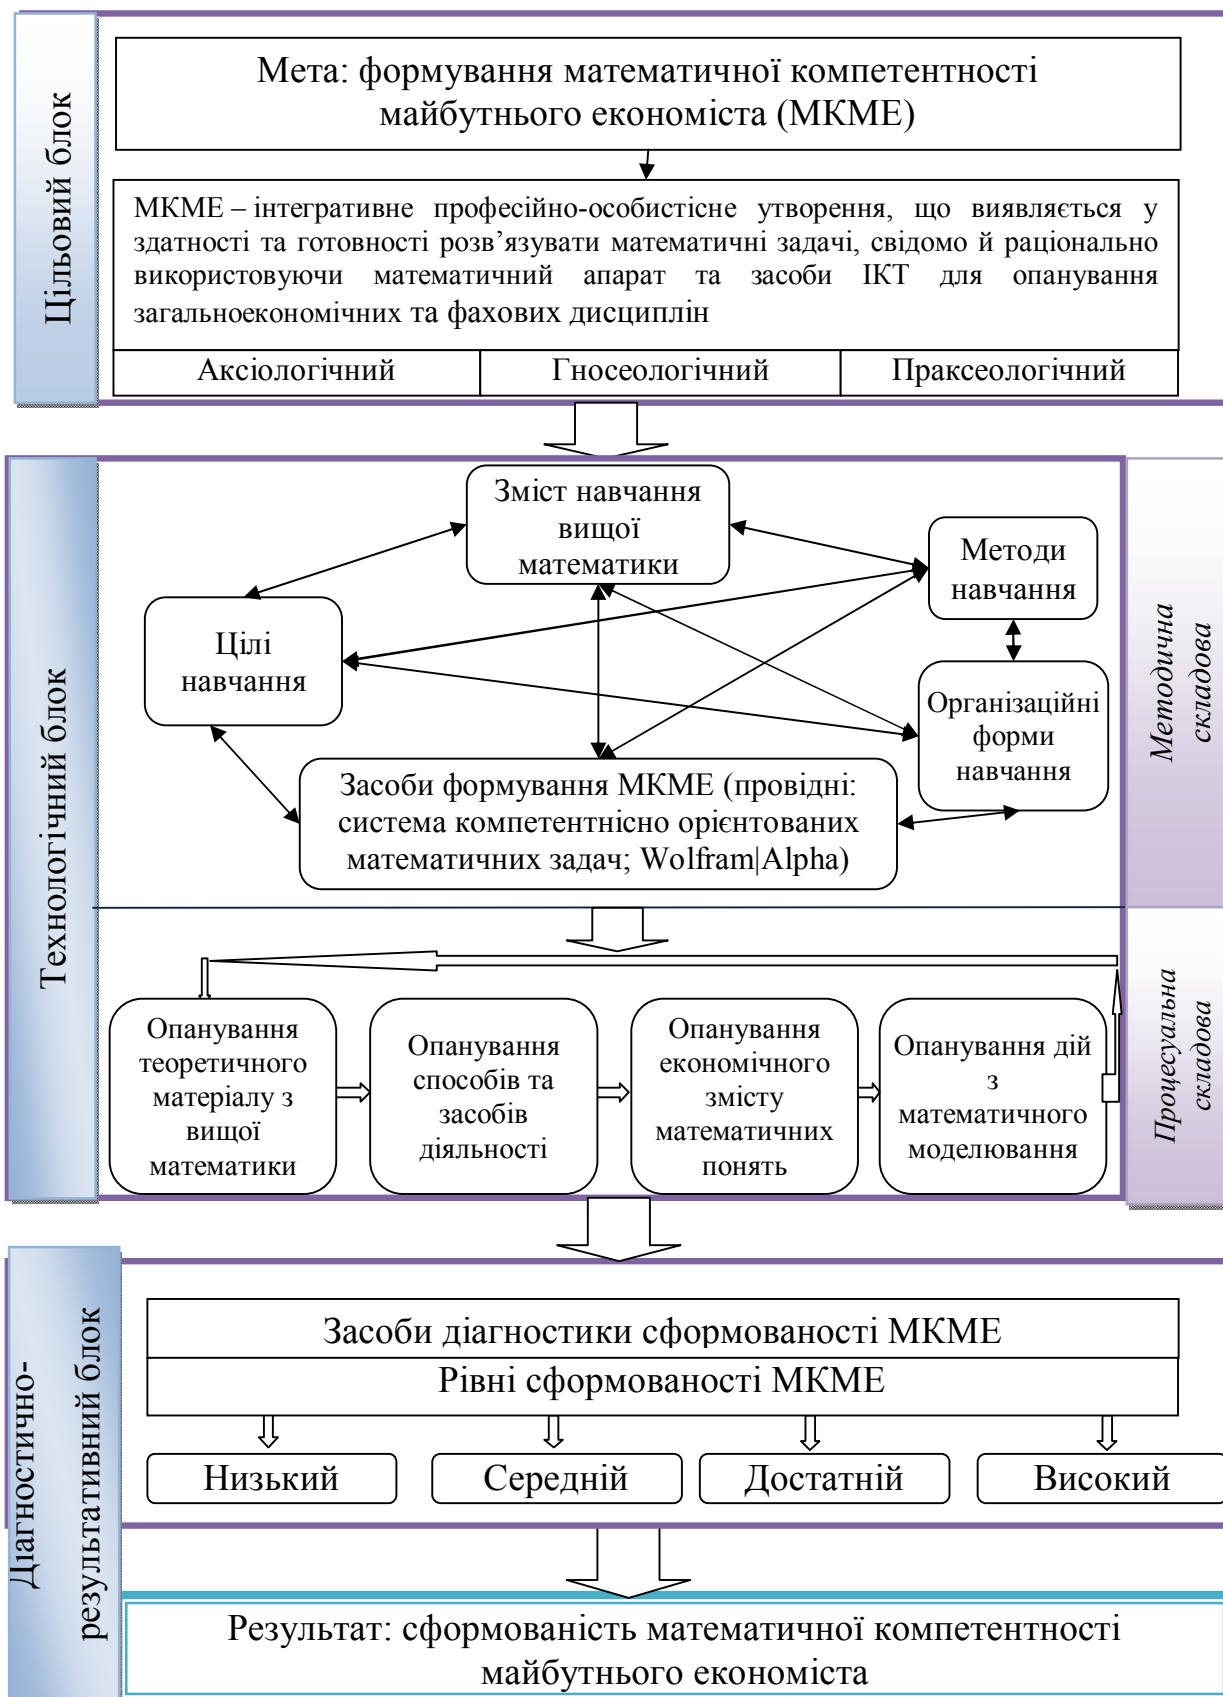 Цільовий блок
Мета: формування математичної компетентності
майбутнього економіста (МКМЕ)
МКМЕ – інтегративне професійно-особистісне утворення, що виявляється у
здатності та готовності розв’язувати математичні задачі, свідомо й раціонально
використовуючи математичний апарат та засоби ІКТ для опанування
загальноекономічних та фахових дисциплін
Аксіологічний
Гносеологічний
Праксеологічний
Технологічний блок
Зміст навчання
вищої
математики
Методи
навчання
Цілі
навчання
Організаційні
форми
навчання
Засоби формування МКМЕ (провідні:
система компетентнісно орієнтованих
математичних задач; Wolfram|Alpha)
Методична
складова
Опанування
теоретичного
матеріалу з
вищої
математики
Опанування
способів та
засобів
діяльності
Опанування
економічного
змісту
математичних
понять
Опанування дій
з
математичного
моделювання
Процесуальна
складова
Діагностично-
результативний блок
Засоби діагностики сформованості МКМЕ
Рівні сформованості МКМЕ
Низький
Середній
Достатній
Високий
Результат: сформованість математичної компетентності
майбутнього економіста